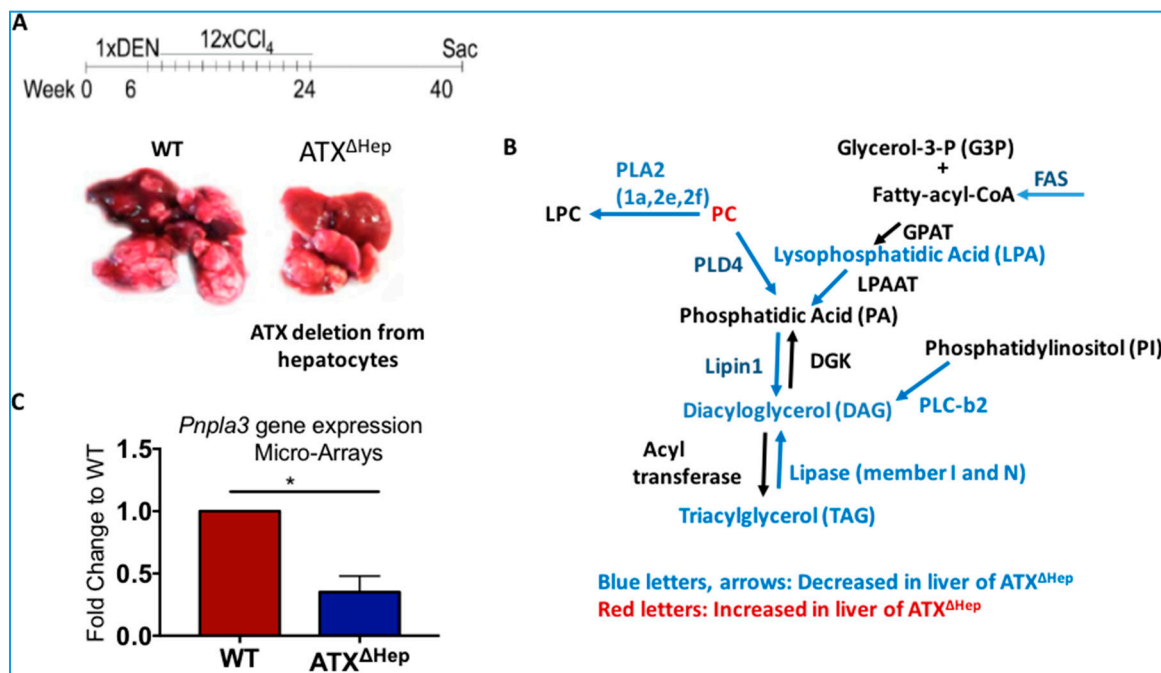 A
1xDEN 12xCCl4 Sac
Week 0 6 24 40
WT ATXΔHep
ATX deletion from
hepatocytes
B
Glycerol-3-P (G3P)
+
Fatty-acyl-CoA FAS
PLA2
(1a,2e,2f)
LPC PC
GPAT
Lysophosphatidic Acid (LPA)
PLD4
LPAAT
Phosphatidic Acid (PA)
Phosphatidylinositol (PI)
Lipin1 DGK
Diacyloglycerol (DAG)
PLC-b2
Acyl
transferase
Lipase (member I and N)
Triacylglycerol (TAG)
Blue letters, arrows: Decreased in liver of ATXΔHep
Red letters: Increased in liver of ATXΔHep
C
Pnpla3 gene expression
Micro-Arrays
Fold Change to WT
1.5
*
1.0
0.5
0.0
WT ATXΔHep